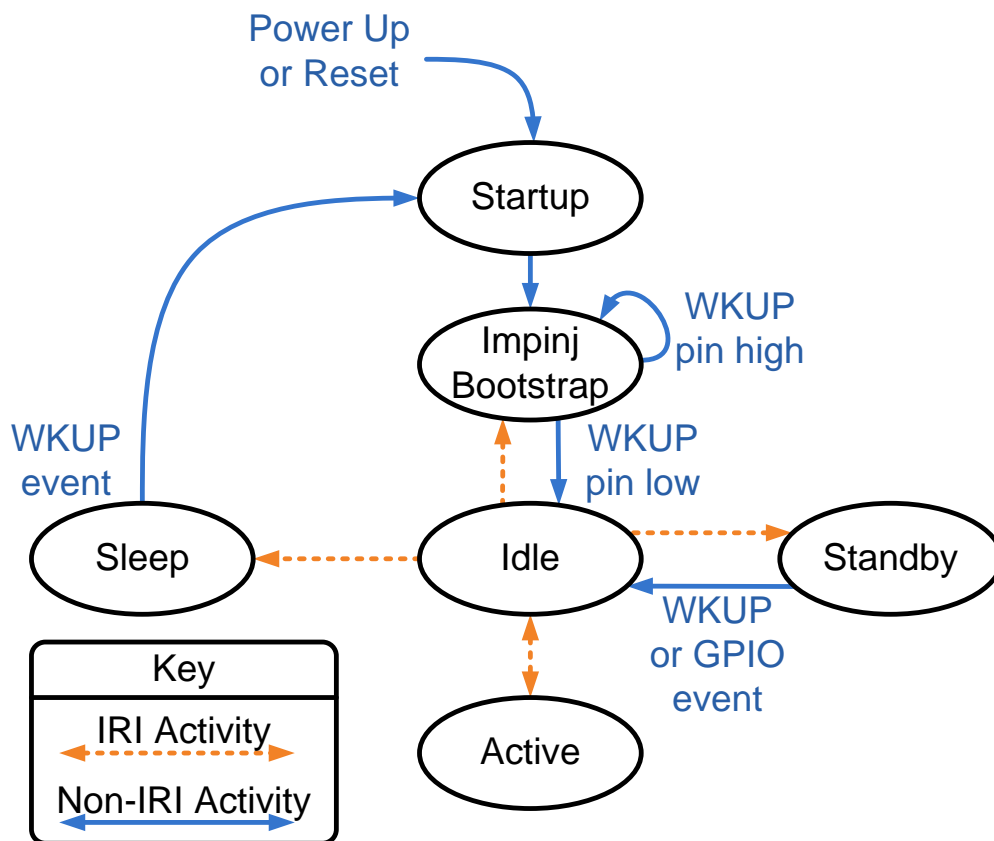 Power Up
or Reset
Startup
WKUP
pin high
Impinj
Bootstrap
WKUP
event
WKUP
pin low
Sleep
Idle
Standby
WKUP
or GPIO
event
Key
IRI Activity
Non-IRI Activity
Active